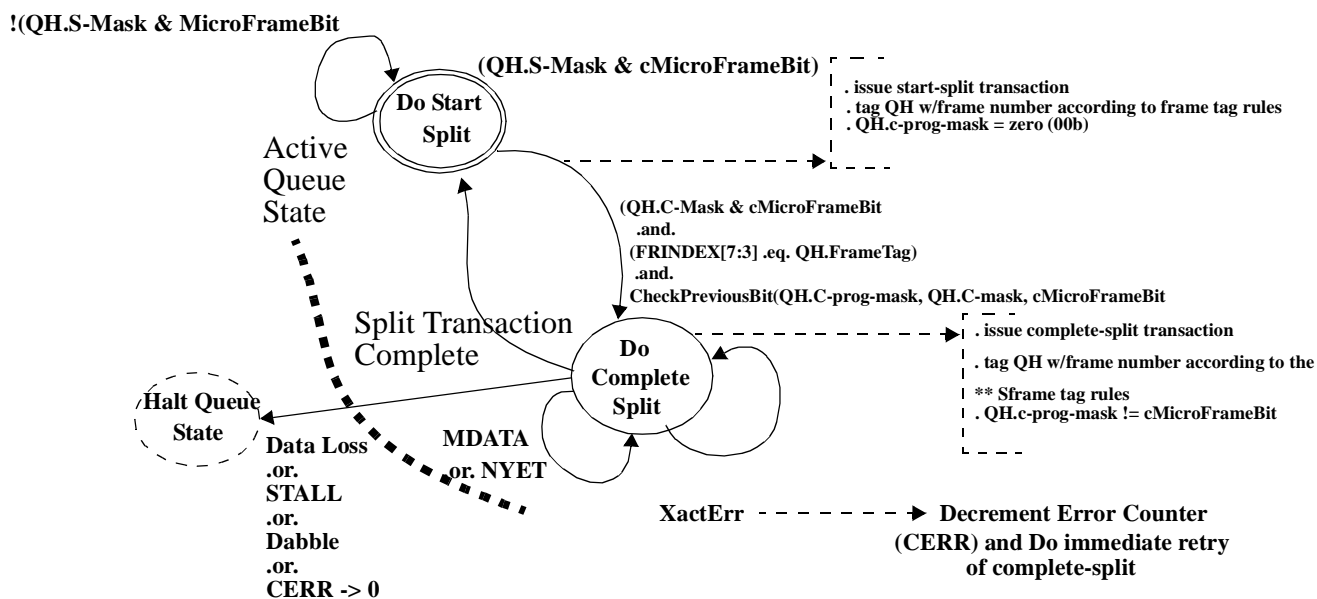 !(QH.S-Mask & MicroFrameBit
(QH.S-Mask & cMicroFrameBit)
. issue start-split transaction
. tag QH w/frame number according to frame tag rules
. QH.c-prog-mask = zero (00b)
Do Start
Split
Active
Queue
State
(QH.C-Mask & cMicroFrameBit
.and.
(FRINDEX[7:3] .eq. QH.FrameTag)
.and.
CheckPreviousBit(QH.C-prog-mask, QH.C-mask, cMicroFrameBit
Split Transaction
Complete
Do
Complete
Split
. issue complete-split transaction
. tag QH w/frame number according to the
** Sframe tag rules
. QH.c-prog-mask != cMicroFrameBit
Halt Queue
State
Data Loss
.or.
STALL
.or.
Dabble
.or.
CERR -> 0
MDATA
.or. NYET
XactErr
Decrement Error Counter
(CERR) and Do immediate retry
of complete-split